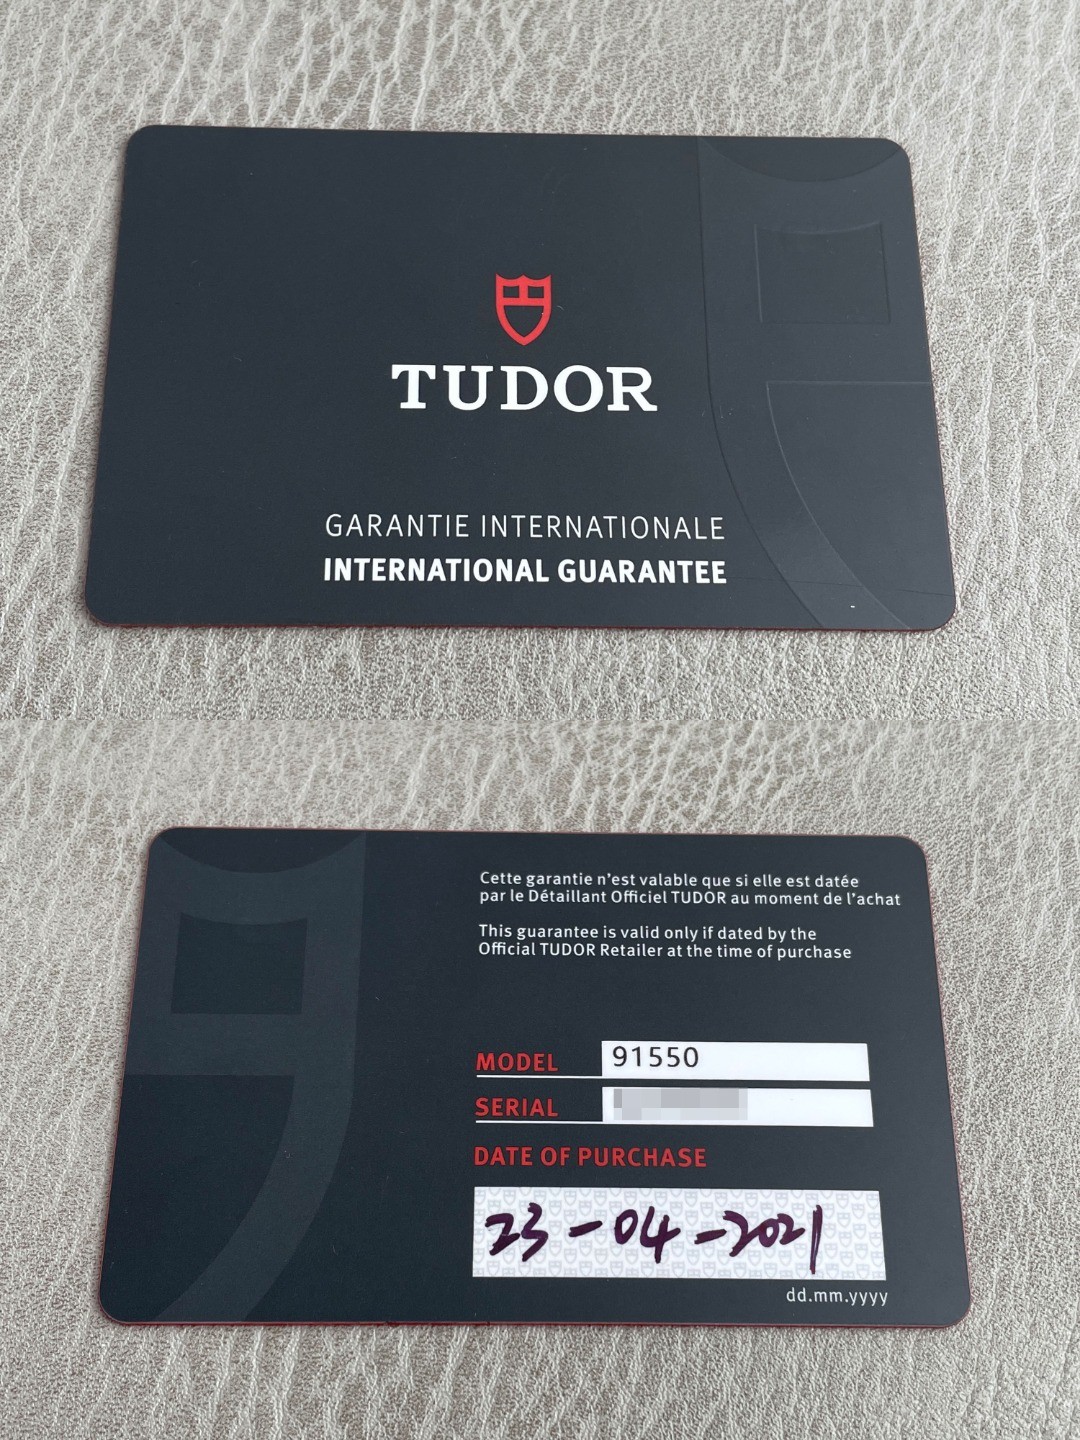 TUDOR
GARANTIE INTERNATIONALE
INTERNATIONAL GUARANTEE
Cette garantie n'est valable que si elle est datée
par le Détaillant Officiel TUDOR au moment de l'achat
This guarantee is valid only if dated by the
Official TUDOR Retailer at the time of purchase
MODEL 91550
SERIAL
DATE OF PURCHASE
23-04-2021
dd.mm.yyyy